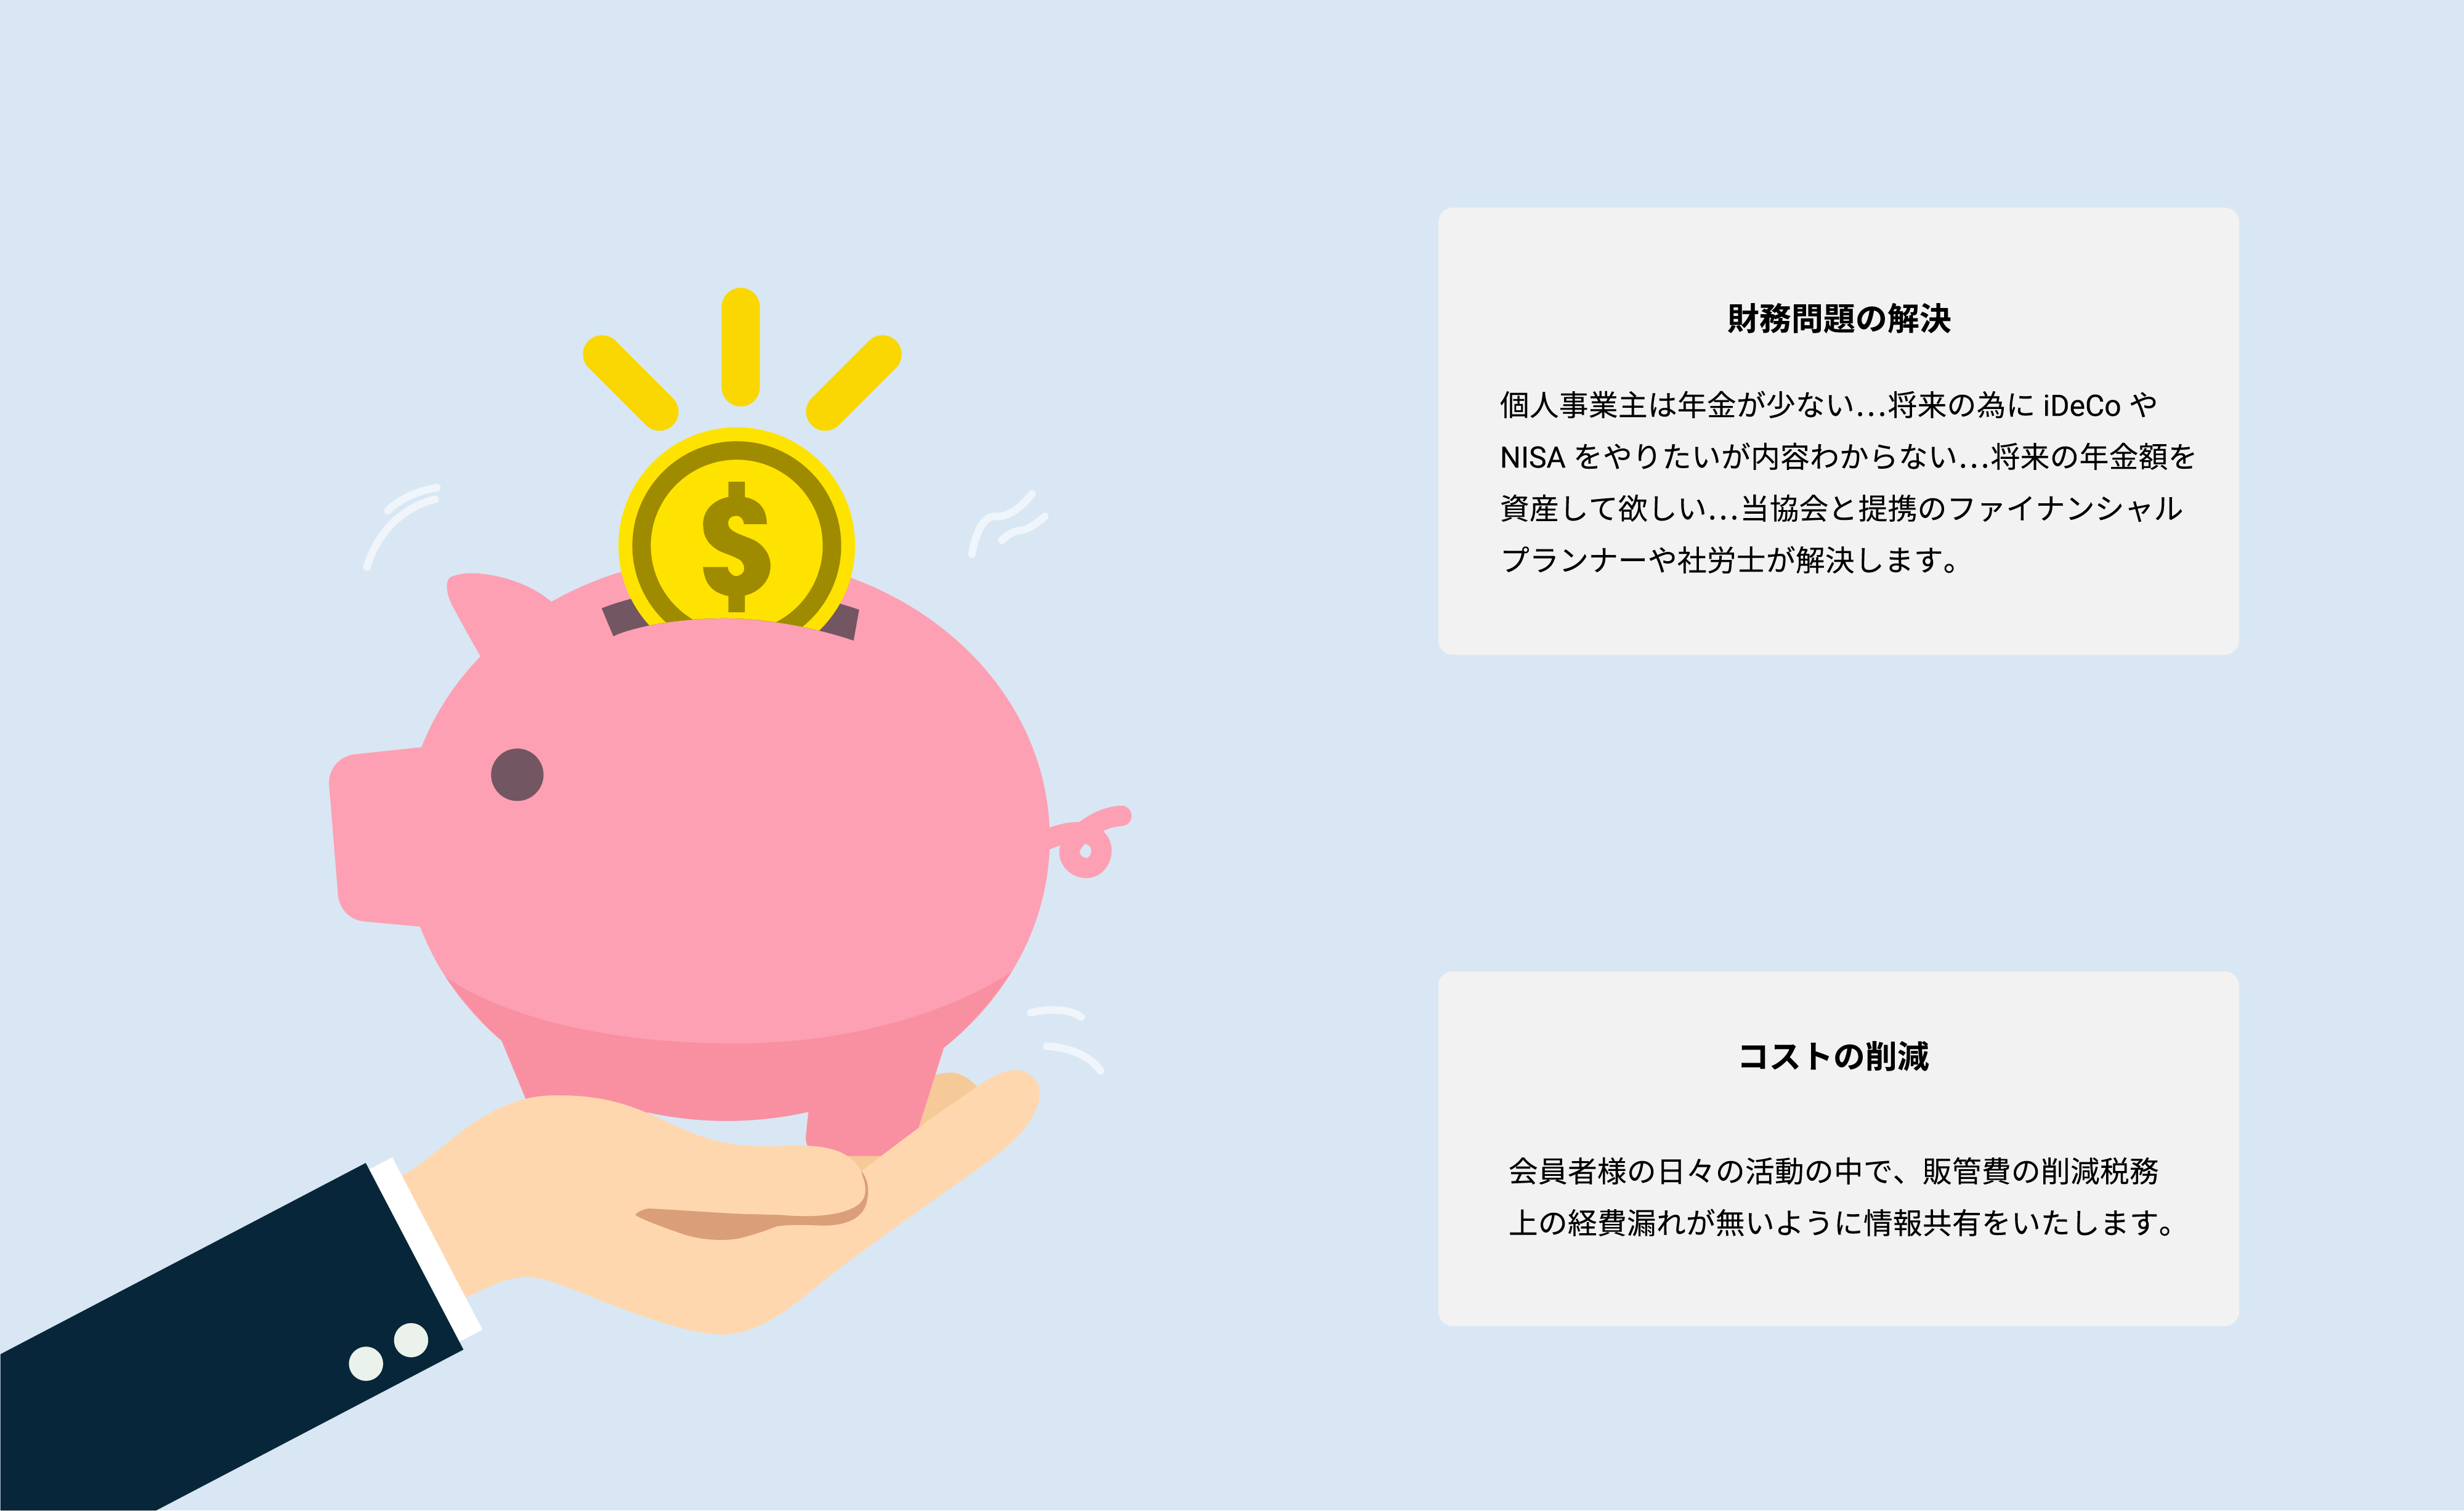 $
財務問題の解決
個人事業主は年金が少ない…将来の為に iDeCo や
NISA をやりたいが内容わからない…将来の年金額を
資産して欲しい…当協会と提携のファイナンシャル
プランナーや社労士が解決します。
コストの削減
会員者様の日々の活動の中で、販管費の削減税務
上の経費漏れが無いように情報共有をいたします。